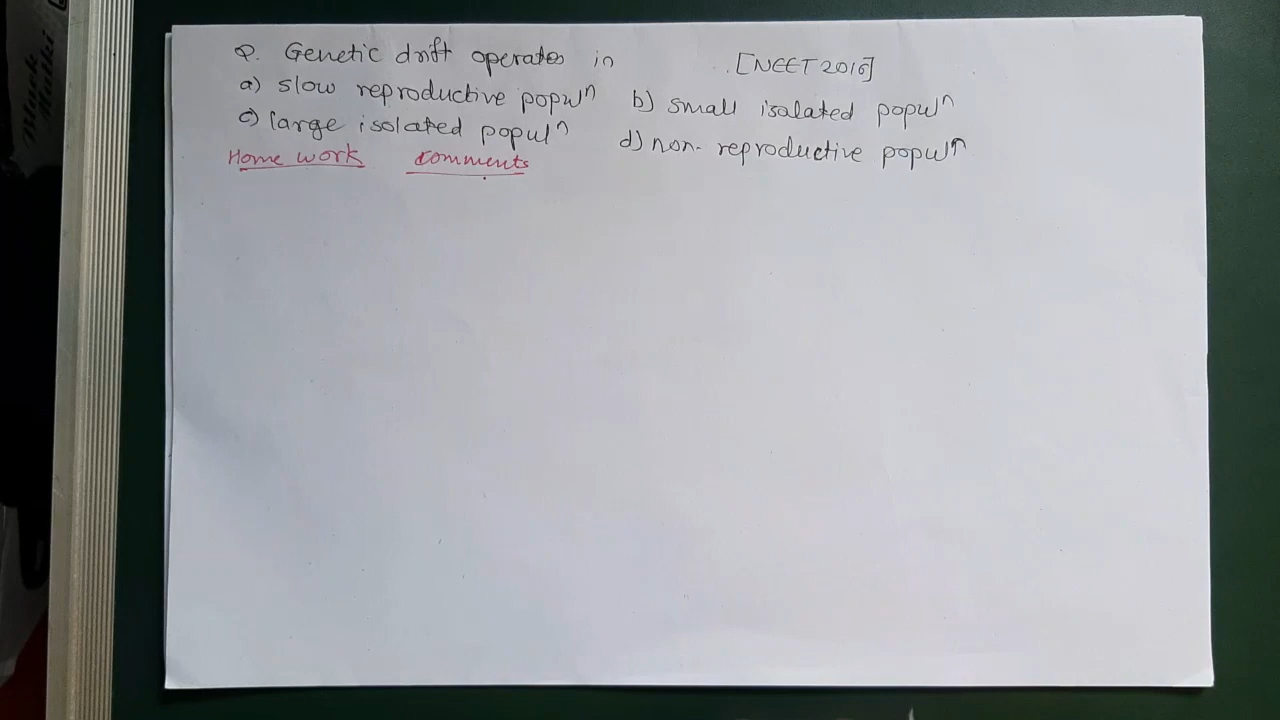 Q. Genetic drift operates in [NEET 2016]
a) slow reproductive populⁿ b) small isolated populⁿ
c) large isolated populⁿ d) non-reproductive populⁿ
Home work comments